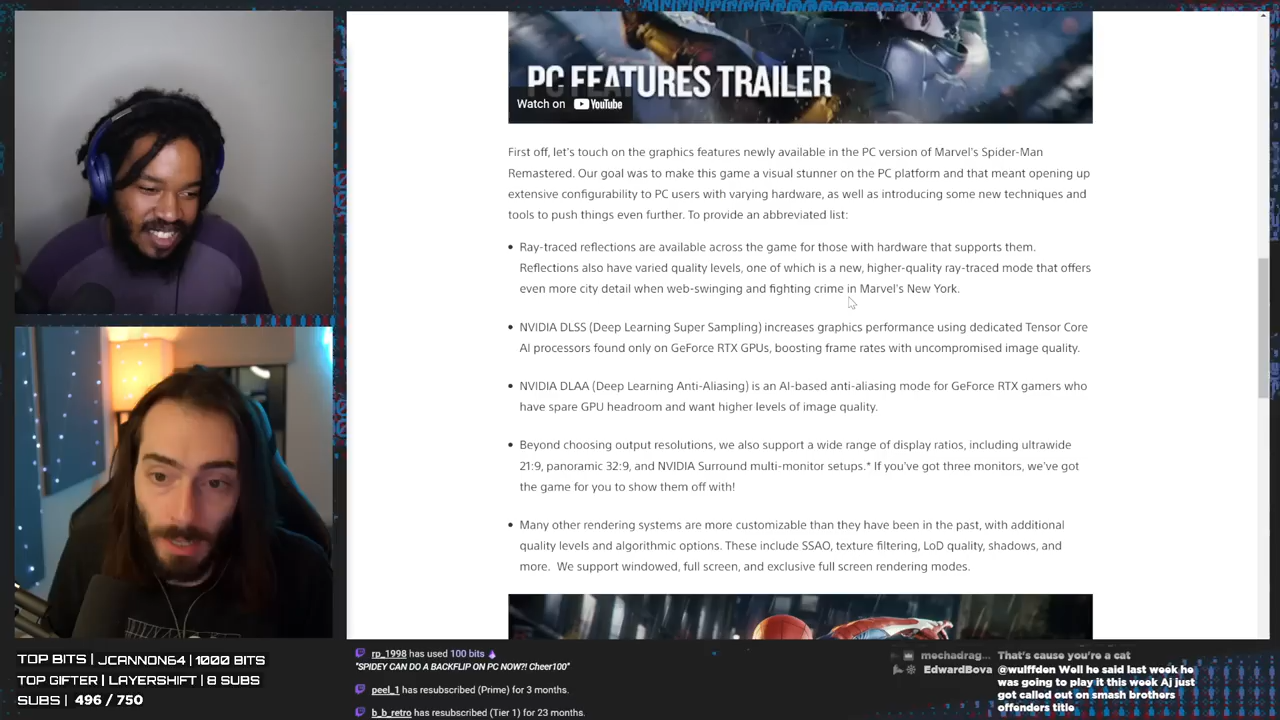 PC FEATURES TRAILER
Watch on YouTube
First off, let's touch on the graphics features newly available in the PC version of Marvel's Spider-Man
Remastered. Our goal was to make this game a visual stunner on the PC platform and that meant opening up
extensive configurability to PC users with varying hardware, as well as introducing some new techniques and
tools to push things even further. To provide an abbreviated list:
• Ray-traced reflections are available across the game for those with hardware that supports them.
Reflections also have varied quality levels, one of which is a new, higher-quality ray-traced mode that offers
even more city detail when web-swinging and fighting crime in Marvel's New York.
• NVIDIA DLSS (Deep Learning Super Sampling) increases graphics performance using dedicated Tensor Core
AI processors found only on GeForce RTX GPUs, boosting frame rates with uncompromised image quality.
• NVIDIA DLAA (Deep Learning Anti-Aliasing) is an AI-based anti-aliasing mode for GeForce RTX gamers who
have spare GPU headroom and want higher levels of image quality.
• Beyond choosing output resolutions, we also support a wide range of display ratios, including ultrawide
21:9, panoramic 32:9, and NVIDIA Surround multi-monitor setups.* If you've got three monitors, we've got
the game for you to show them off with!
• Many other rendering systems are more customizable than they have been in the past, with additional
quality levels and algorithmic options. These include SSAO, texture filtering, LoD quality, shadows, and
more. We support windowed, full screen, and exclusive full screen rendering modes.
TOP BITS | JCANNON64 | 1000 BITS
TOP GIFTER | LAYERSHIFT | 8 SUBS
SUBS | 496 / 750
rp_1998 has used 100 bits
"SPIDEY CAN DO A BACKFLIP ON PC NOW?! Cheer100"
peel_1 has resubscribed (Prime) for 3 months.
b_b_retro has resubscribed (Tier 1) for 23 months.
mechadrag... That's cause you're a cat
EdwardBova @wulffden Well he said last week he
was going to play it this week Aj just
got called out on smash brothers
offenders title